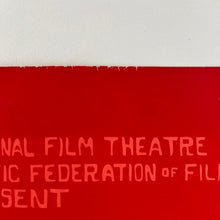 NAL FILM THEATRE
IC FEDERATION OF FIL
SENT